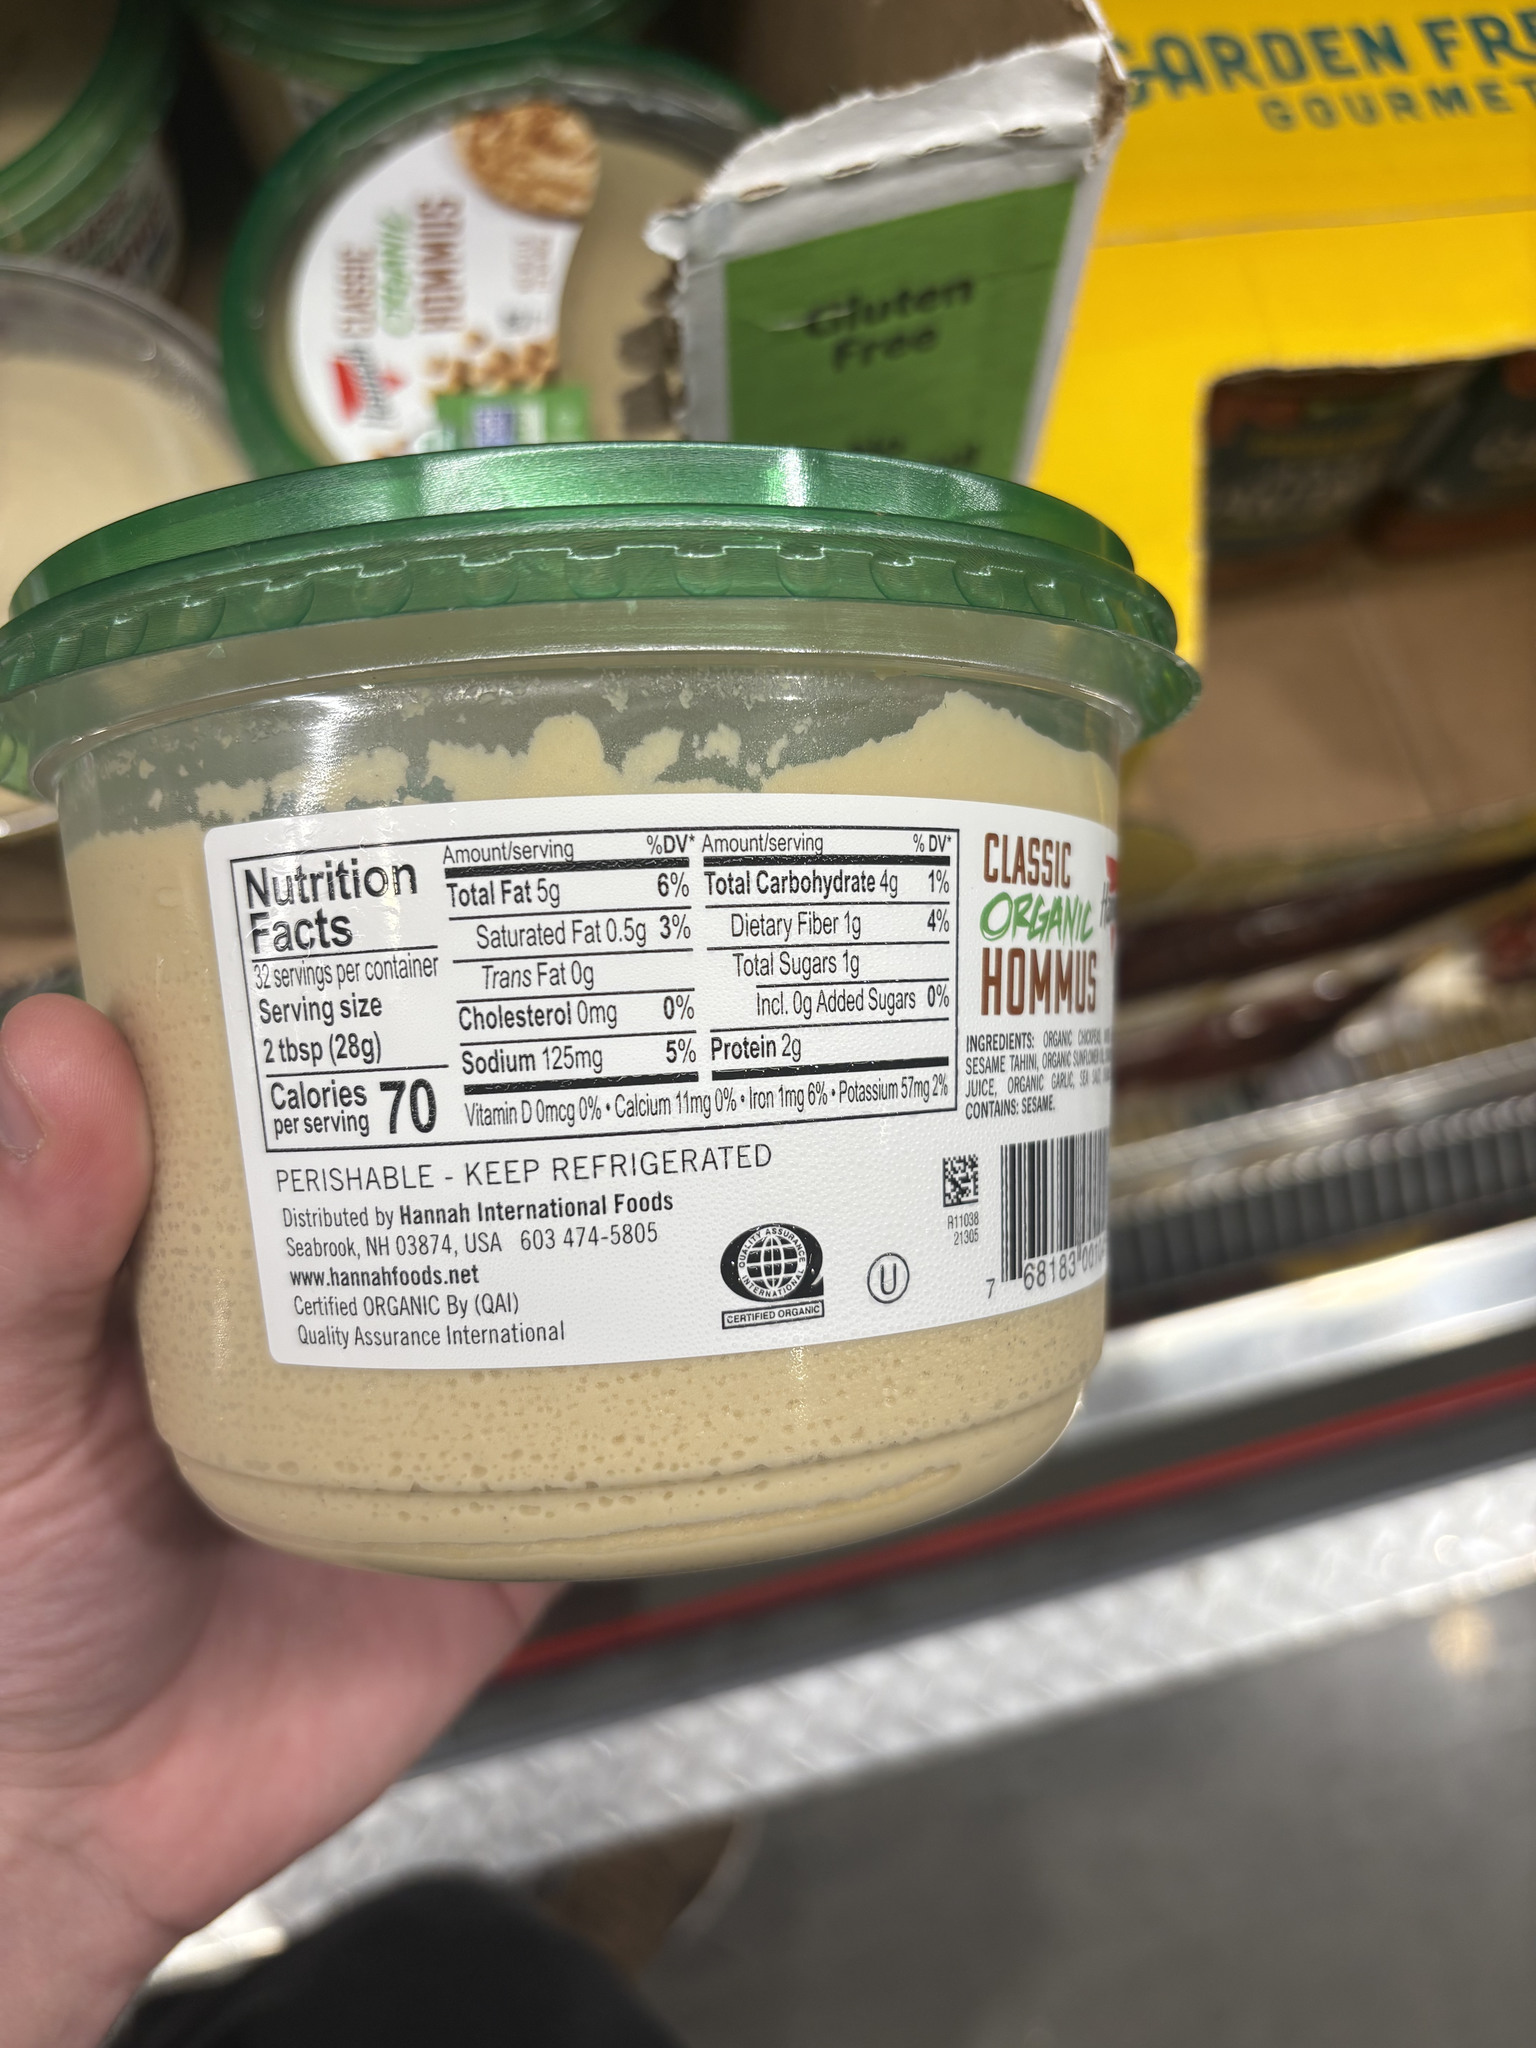 GARDEN FR
GOURMET
Gluten
Free
CLASSIC
ORGANIC
HOMMUS
Nutrition
Facts
32 servings per container
Serving size
2 tbsp (28g)
Calories
per serving 70
Amount/serving %DV*
Total Fat 5g 6%
Saturated Fat 0.5g 3%
Trans Fat 0g
Cholesterol 0mg 0%
Sodium 125mg 5%
Amount/serving % DV*
Total Carbohydrate 4g 1%
Dietary Fiber 1g 4%
Total Sugars 1g
Incl. 0g Added Sugars 0%
Protein 2g
Vitamin D 0mcg 0% • Calcium 11mg 0% • Iron 1mg 6% • Potassium 57mg 2%
PERISHABLE - KEEP REFRIGERATED
Distributed by Hannah International Foods
Seabrook, NH 03874, USA 603 474-5805
www.hannahfoods.net
Certified ORGANIC By (QAI)
Quality Assurance International
QUALITY ASSURANCE
INTERNATIONAL
CERTIFIED ORGANIC
U
CLASSIC
ORGANIC
HOMMUS
INGREDIENTS: ORGANIC
SESAME TAHINI, ORGANIC SUNFLOWER
JUICE, ORGANIC GARLIC, SEA
CONTAINS: SESAME.
R11038
21305
7 68183